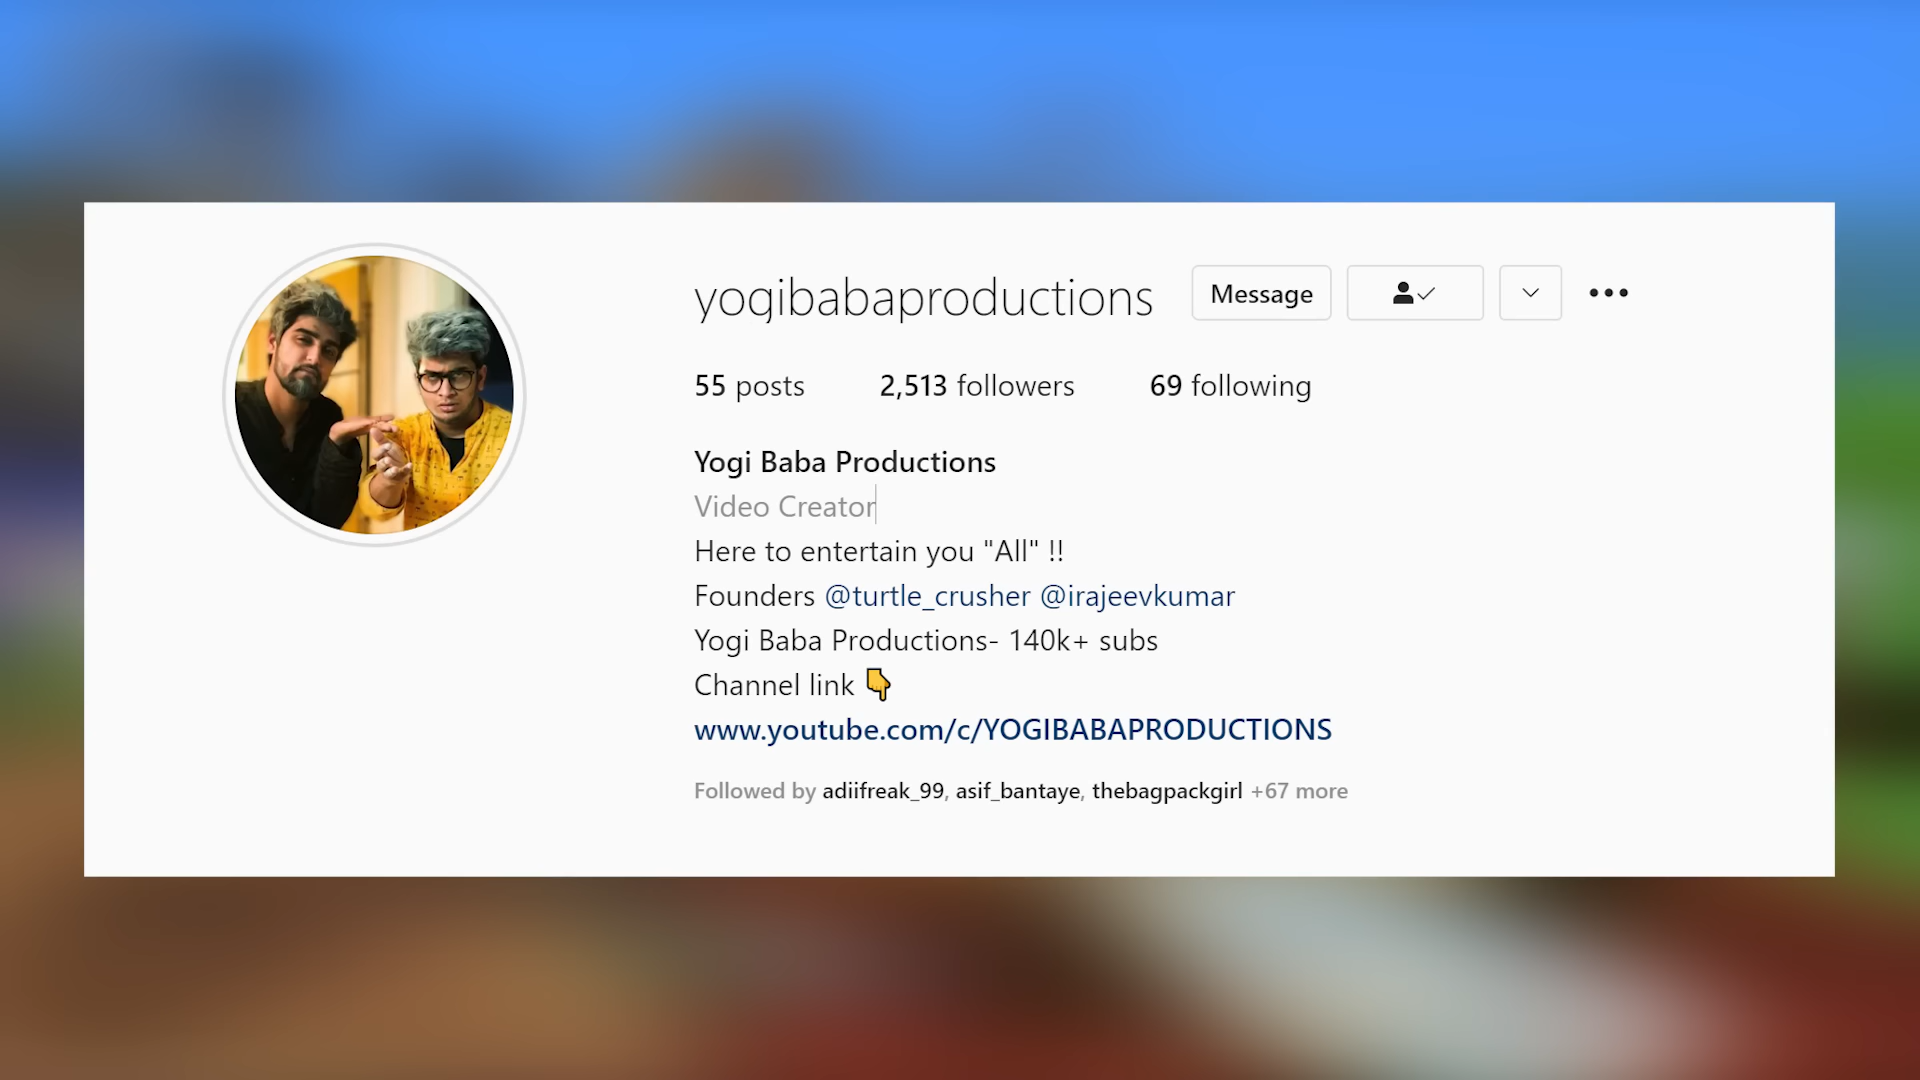 yogibabaproductions Message
55 posts 2,513 followers 69 following
Yogi Baba Productions
Video Creator
Here to entertain you "All" !!
Founders @turtle_crusher @irajeevkumar
Yogi Baba Productions- 140k+ subs
Channel link 👇
www.youtube.com/c/YOGIBABAPRODUCTIONS
Followed by adiifreak_99, asif_bantaye, thebagpackgirl +67 more